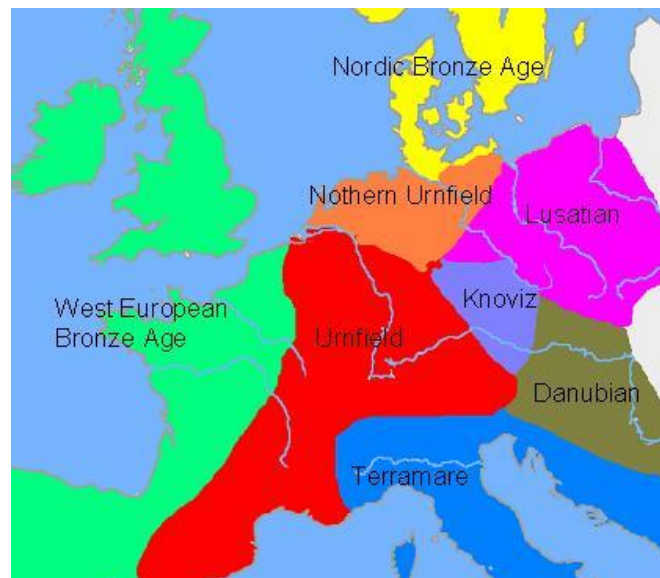 Nordic Bronze Age
Nothern Urnfield
Lusatian
West European
Bronze Age
Knoviz
Urnfield
Danubian
Terramare